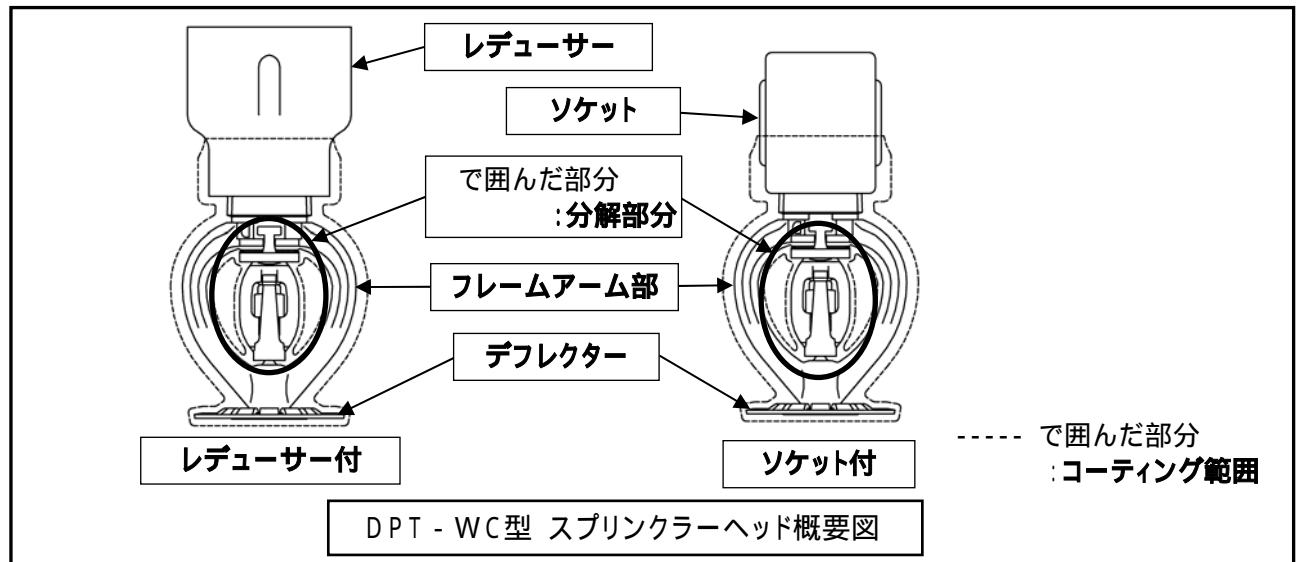 レデューサー
ソケット
で囲んだ部分
:分解部分
フレームアーム部
デフレクター
レデューサー付
ソケット付
----- で囲んだ部分
:コーティング範囲
DPT-WC型 スプリンクラーヘッド概要図